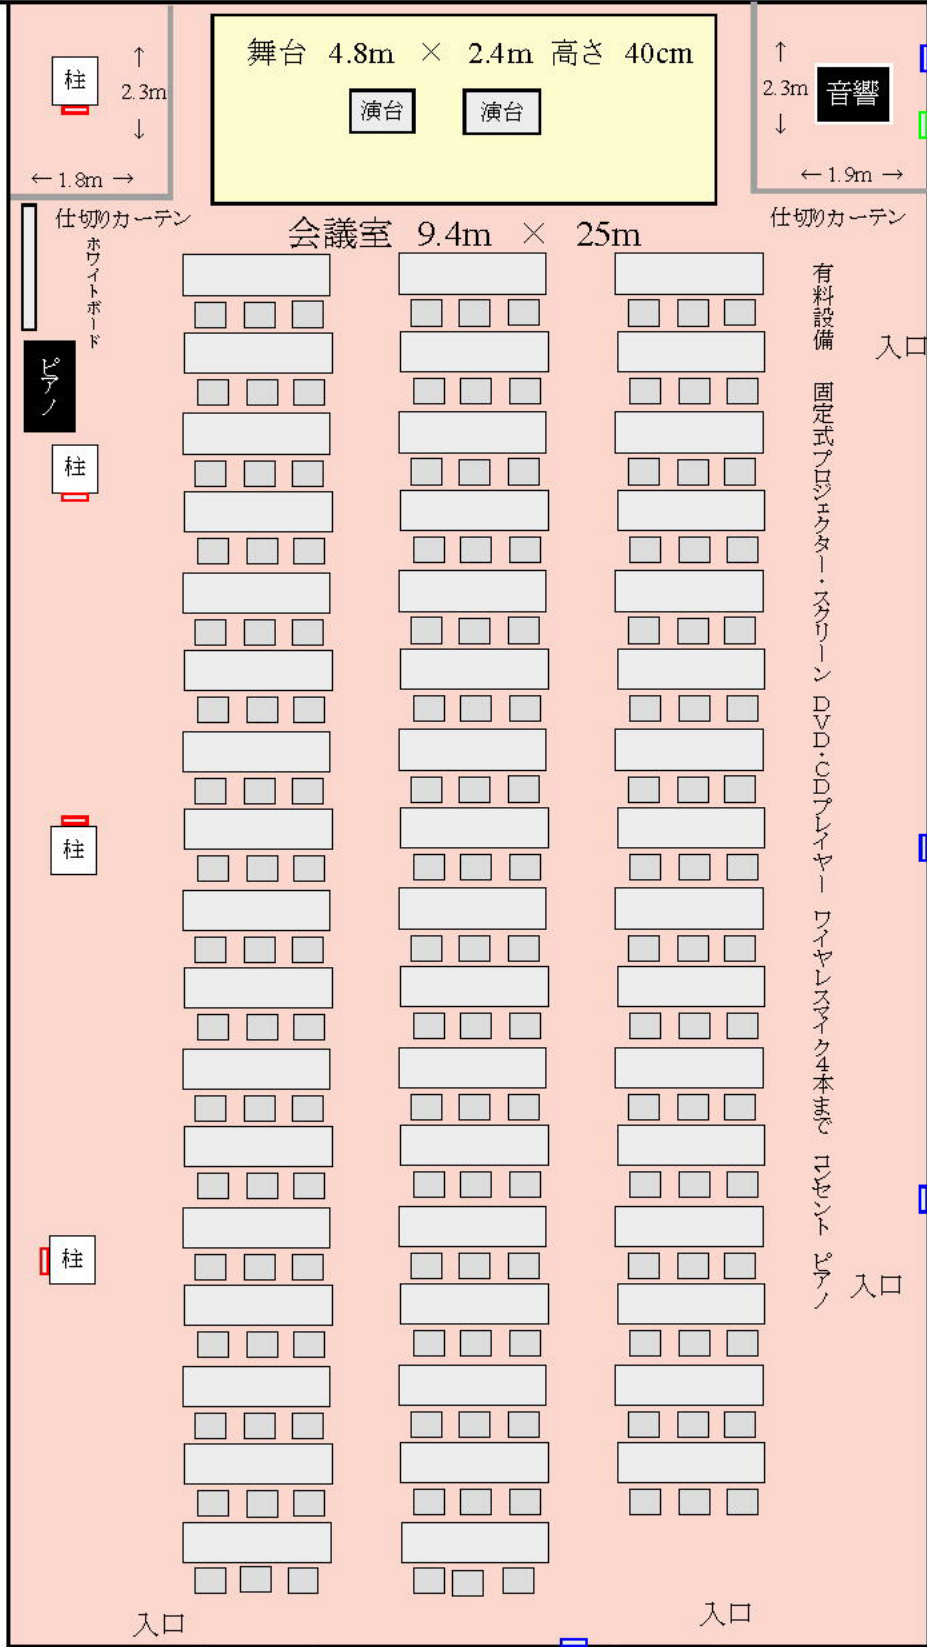 舞台 4.8m × 2.4m 高さ 40cm
演台
演台
柱
↑
2.3m
↓
←1.8m →
↑
2.3m
↓
音響
←1.9m →
仕切りカーテン
仕切りカーテン
会議室 9.4m × 25m
ホワイトボード
ピアノ
柱
柱
柱
有料設備 固定式プロジェクター・スクリーン DVD・CDプレイヤー ワイヤレスマイク4本まで コンセント ピアノ
入口
入口
入口
入口